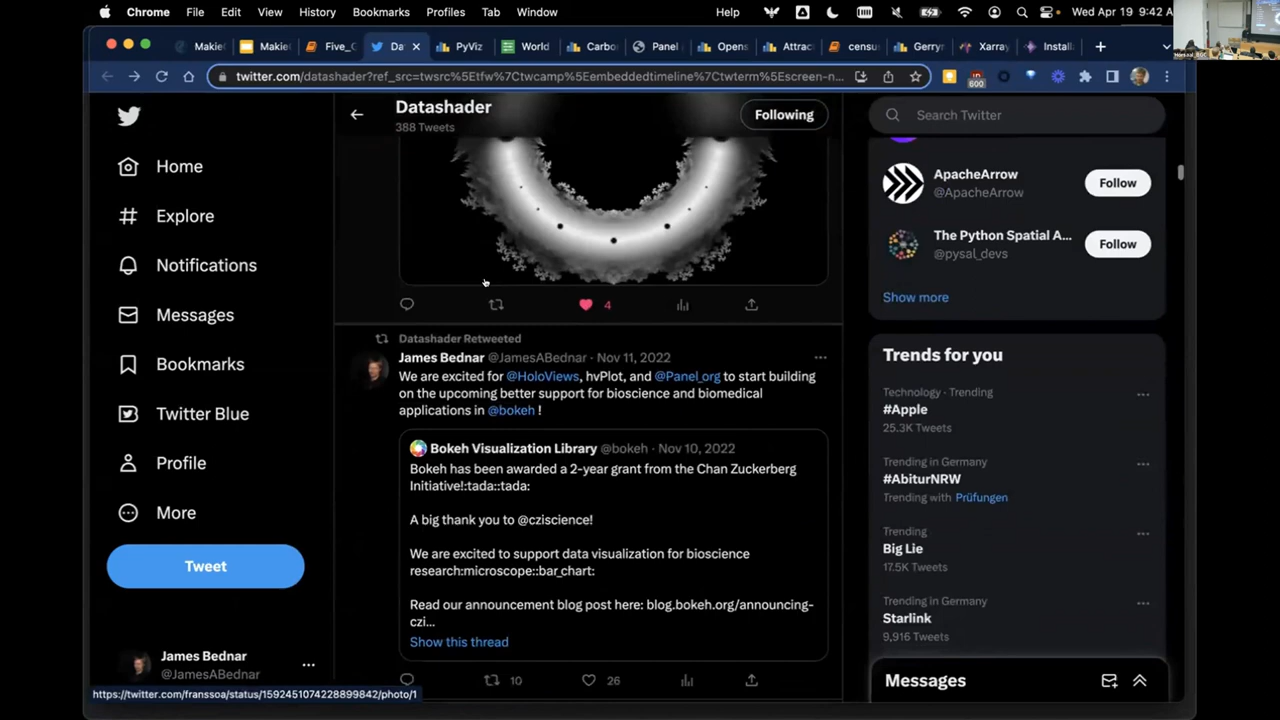 Chrome File Edit View History Bookmarks Profiles Tab Window Help Wed Apr 19 9:42 A
Makie Makie Five_C Da PyViz World Carbo Panel Opens Attrac census Gerry Xarray Install
twitter.com/datashader?ref_src=twsrc%5Etfw%7Ctwcamp%5Eembeddedtimeline%7Ctwterm%5Escreen-n...
600
Datashader
388 Tweets
Following
Home
Explore
Notifications
Messages
Bookmarks
Twitter Blue
Profile
More
Tweet
James Bednar
@JamesABednar
https://twitter.com/franssoa/status/1592451074228899842/photo/1
4
Datashader Retweeted
James Bednar @JamesABednar · Nov 11, 2022
We are excited for @HoloViews, hvPlot, and @Panel_org to start building
on the upcoming better support for bioscience and biomedical
applications in @bokeh !
Bokeh Visualization Library @bokeh · Nov 10, 2022
Bokeh has been awarded a 2-year grant from the Chan Zuckerberg
Initiative!:tada::tada:
A big thank you to @cziscience!
We are excited to support data visualization for bioscience
research:microscope::bar_chart:
Read our announcement blog post here: blog.bokeh.org/announcing-
czi...
Show this thread
10 26
Search Twitter
ApacheArrow
@ApacheArrow
Follow
The Python Spatial A...
@pysal_devs
Follow
Show more
Trends for you
Technology · Trending
#Apple
25.3K Tweets
Trending in Germany
#AbiturNRW
Trending with Prüfungen
Trending
Big Lie
17.5K Tweets
Trending in Germany
Starlink
9,916 Tweets
Messages